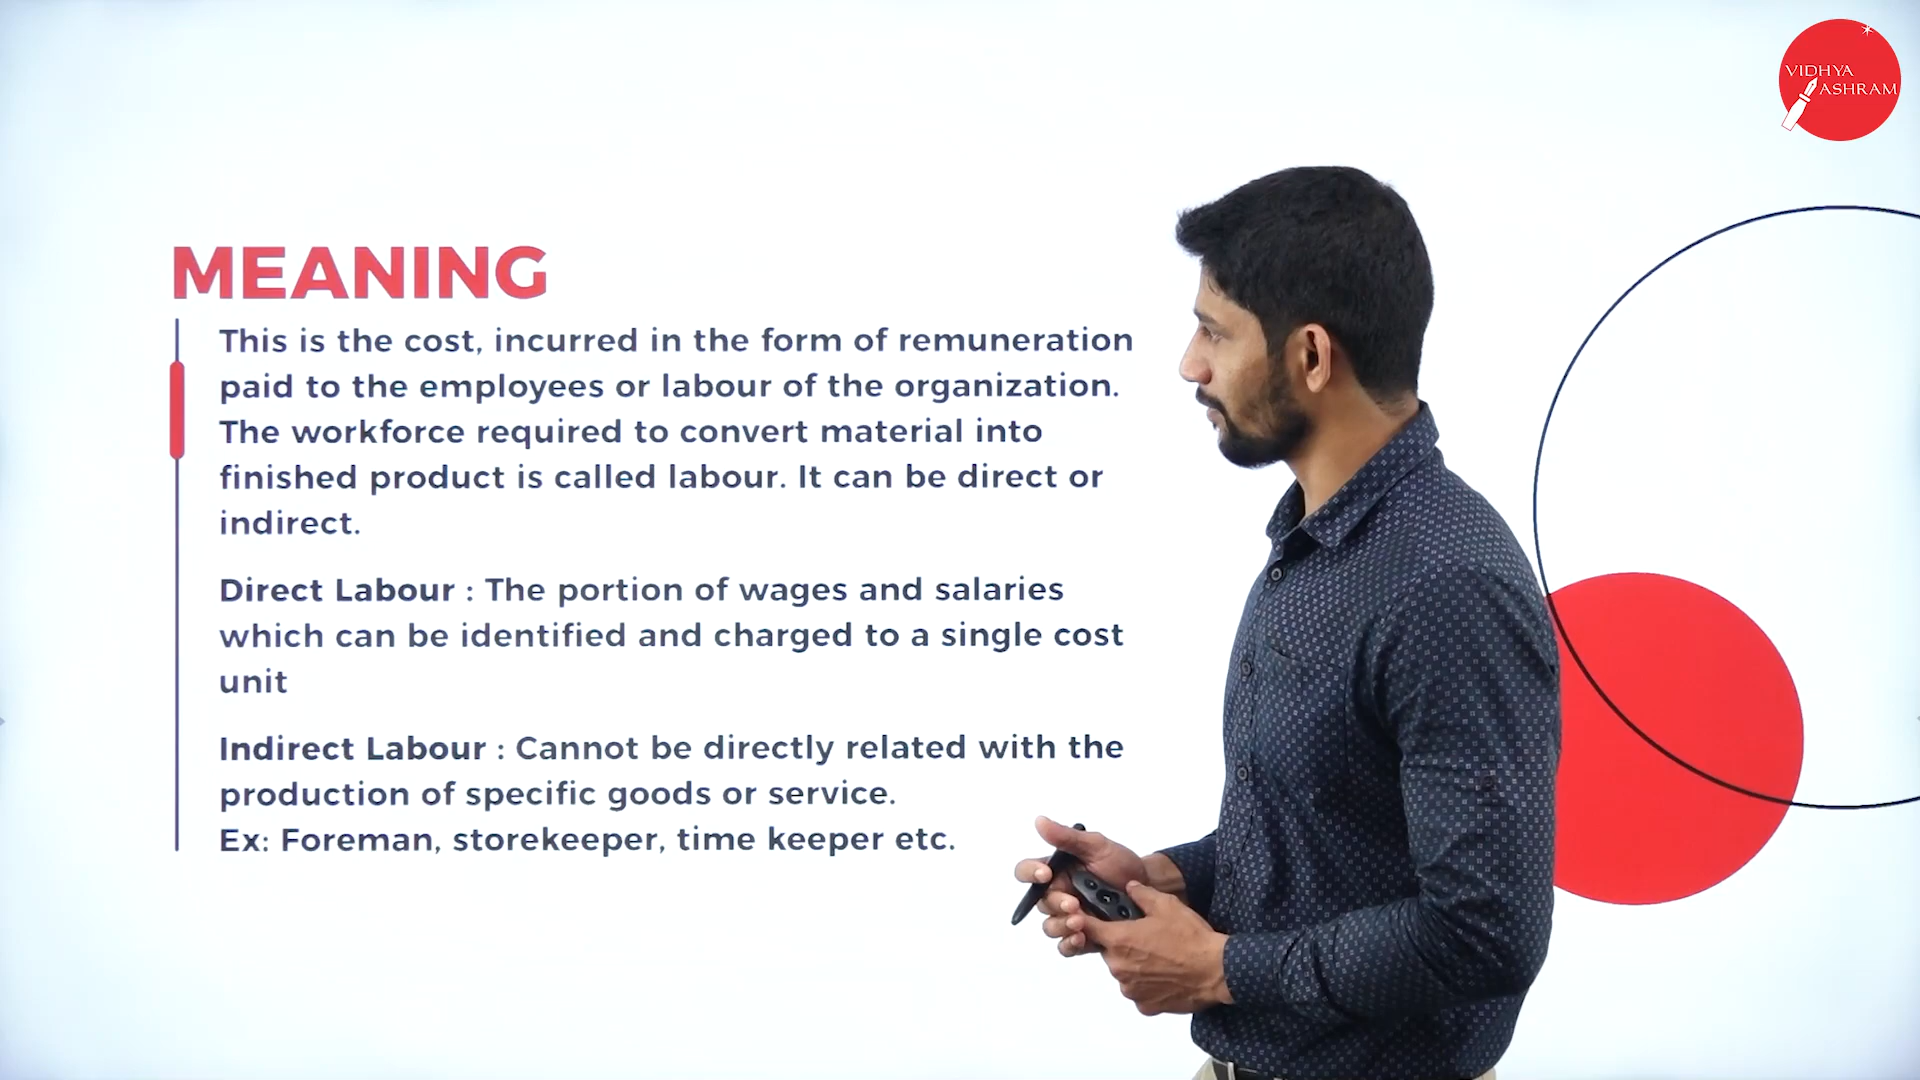 VIDHYA
ASHRAM
MEANING
This is the cost, incurred in the form of remuneration
paid to the employees or labour of the organization.
The workforce required to convert material into
finished product is called labour. It can be direct or
indirect.
Direct Labour : The portion of wages and salaries
which can be identified and charged to a single cost
unit
Indirect Labour : Cannot be directly related with the
production of specific goods or service.
Ex: Foreman, storekeeper, time keeper etc.